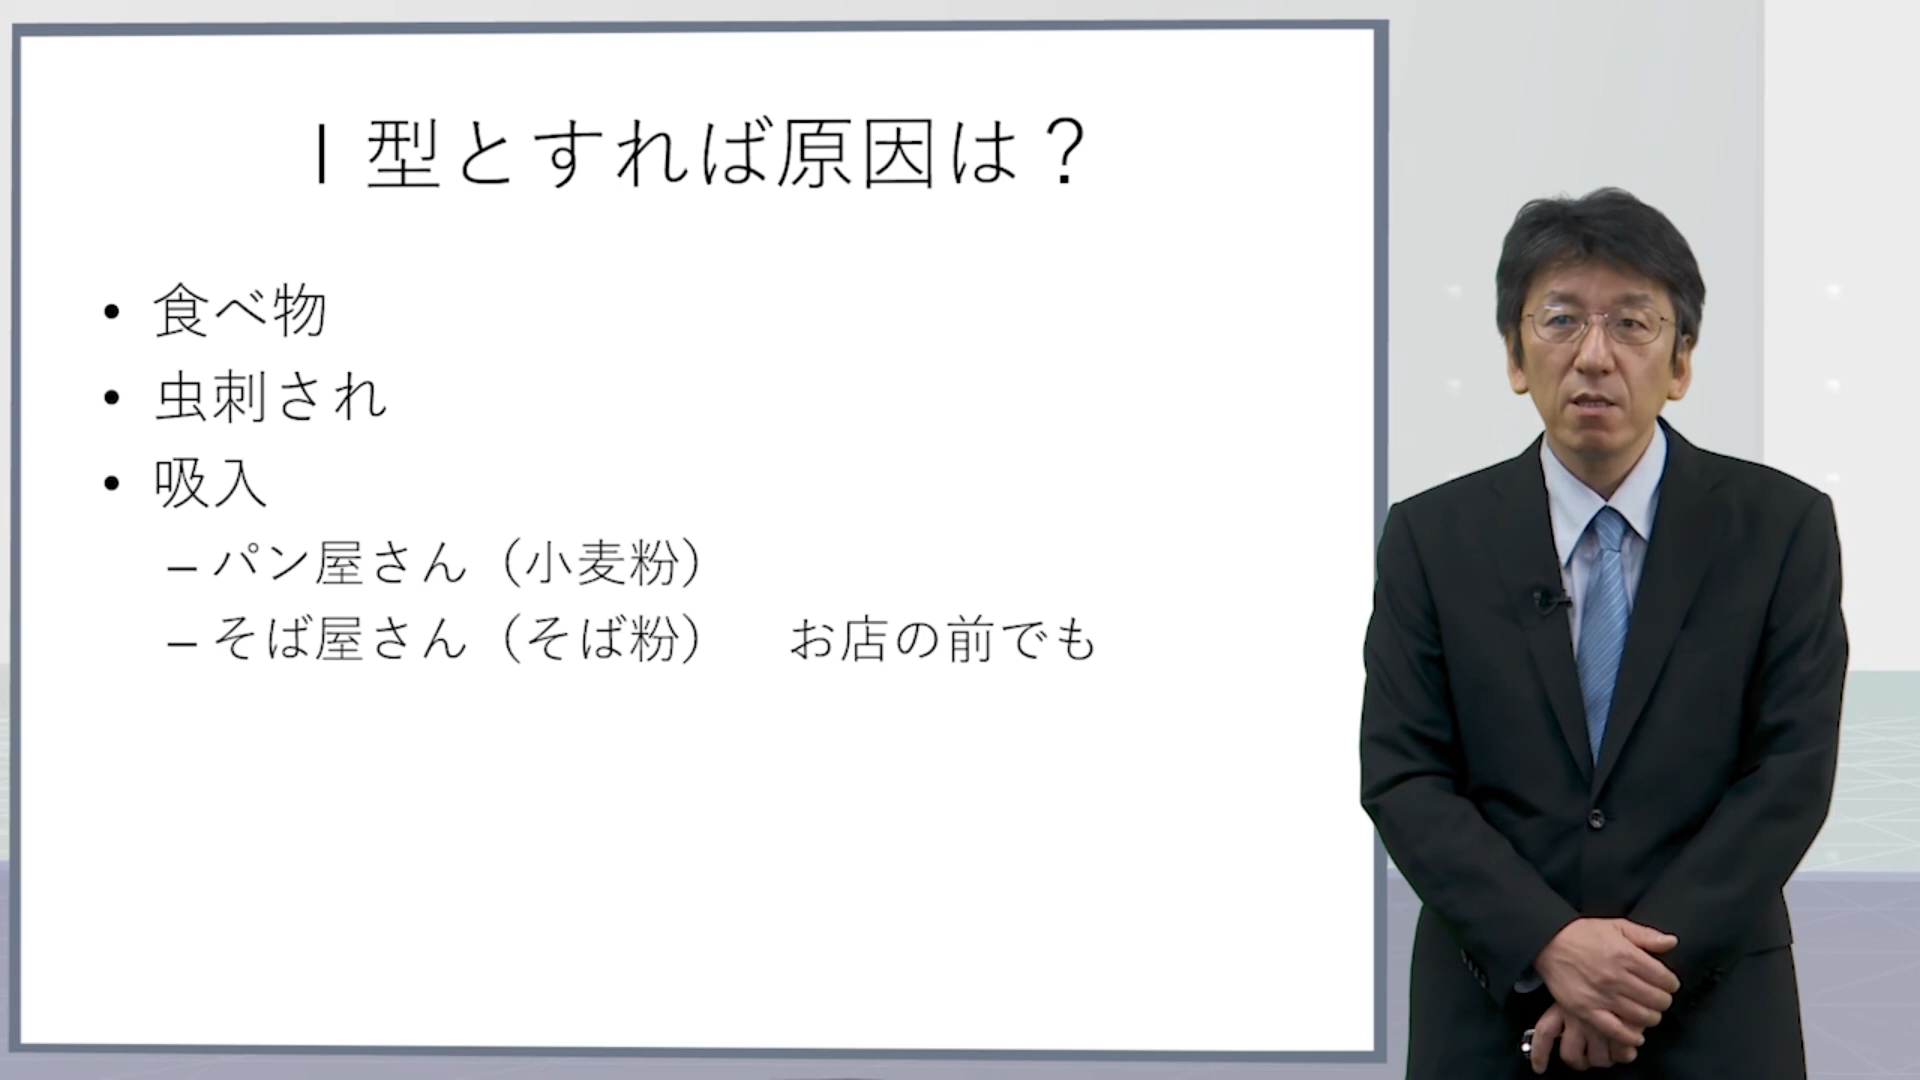 Ⅰ型とすれば原因は？
• 食べ物
• 虫刺され
• 吸入
– パン屋さん（小麦粉）
– そば屋さん（そば粉）　お店の前でも